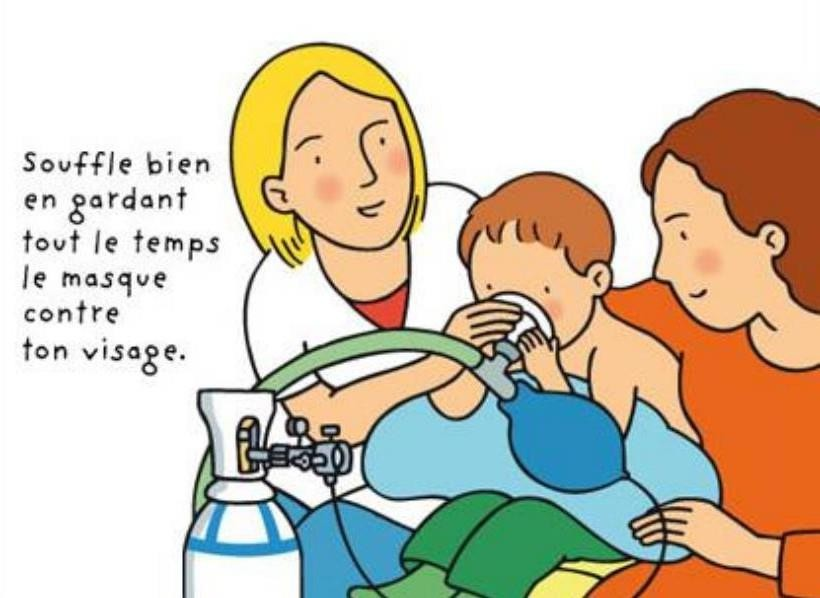 Souffle bien
en gardant
tout le temps
le masque
contre
ton visage.